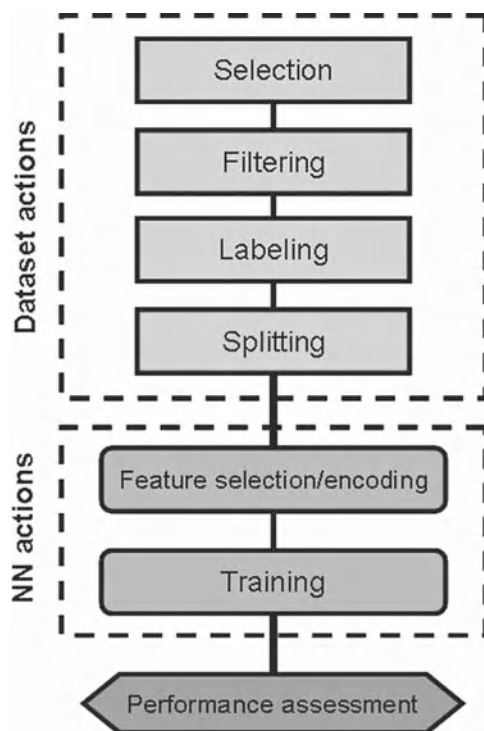 Dataset actions
Selection
Filtering
Labeling
Splitting
NN actions
Feature selection/encoding
Training
Performance assessment